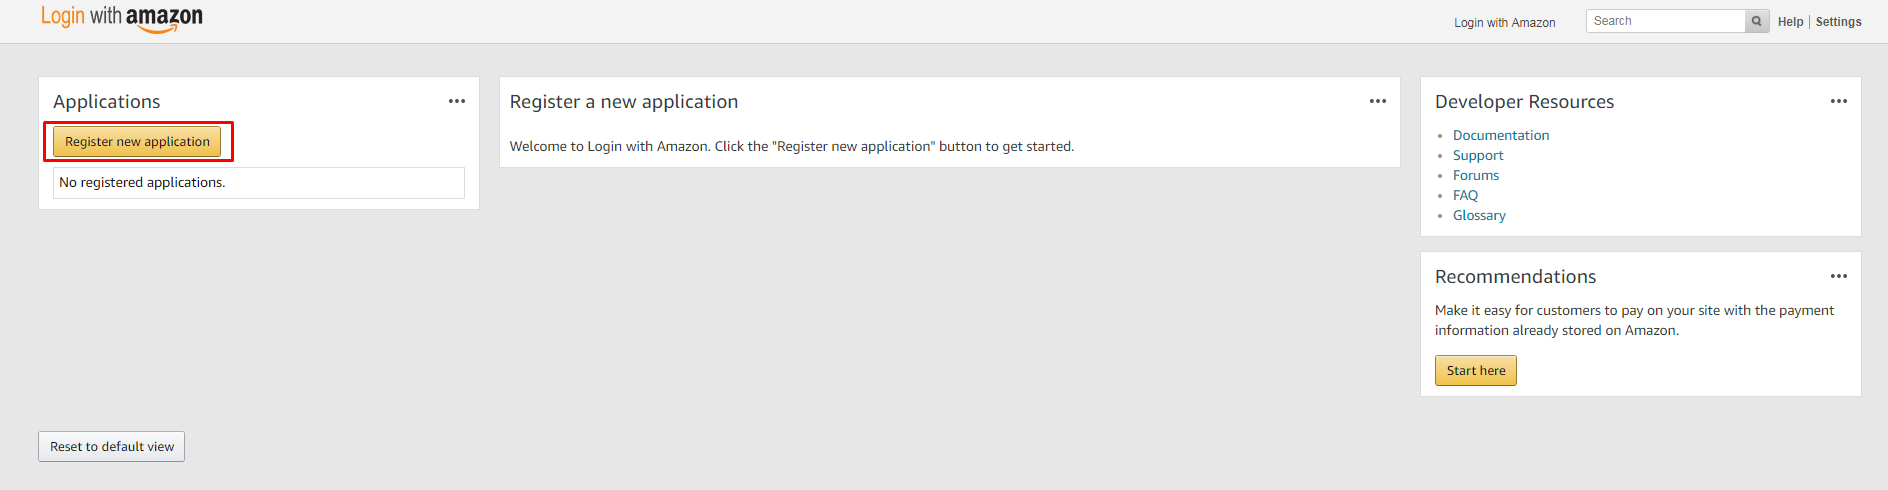 Login with amazon
Login with Amazon
Search
Help
Settings
Applications
Register new application
No registered applications.
Register a new application
Welcome to Login with Amazon. Click the "Register new application" button to get started.
Developer Resources
Documentation
Support
Forums
FAQ
Glossary
Recommendations
Make it easy for customers to pay on your site with the payment
information already stored on Amazon.
Start here
Reset to default view